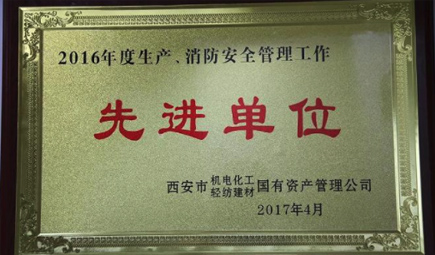 2016年度生产、消防安全管理工作
先进单位
西安市机电化工轻纺建材国有资产管理公司
2017年4月